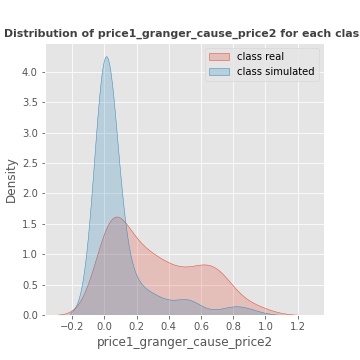 Distribution of price1_granger_cause_price2 for each clas
class real
class simulated
4.0
3.5
3.0
2.5
2.0
1.5
1.0
0.5
0.0
Density
−0.2 0.0 0.2 0.4 0.6 0.8 1.0 1.2
price1_granger_cause_price2